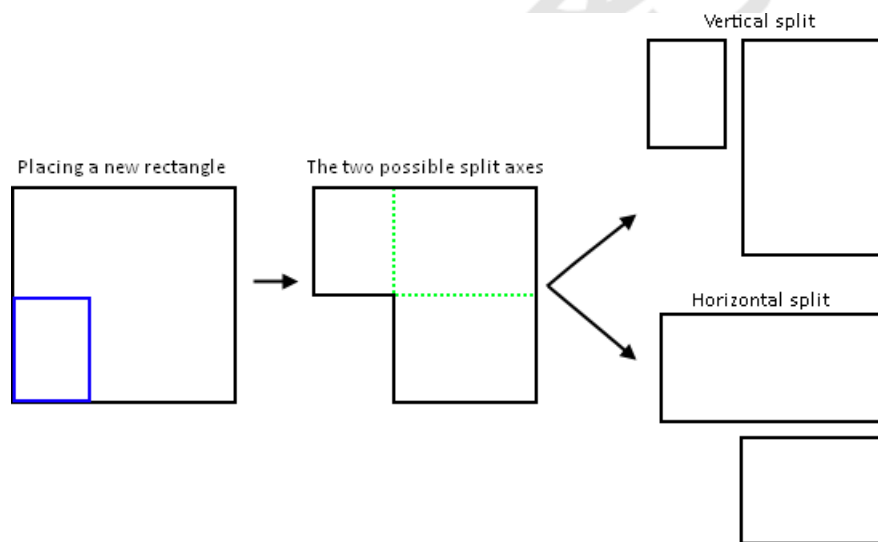 Vertical split
Placing a new rectangle
The two possible split axes
Horizontal split